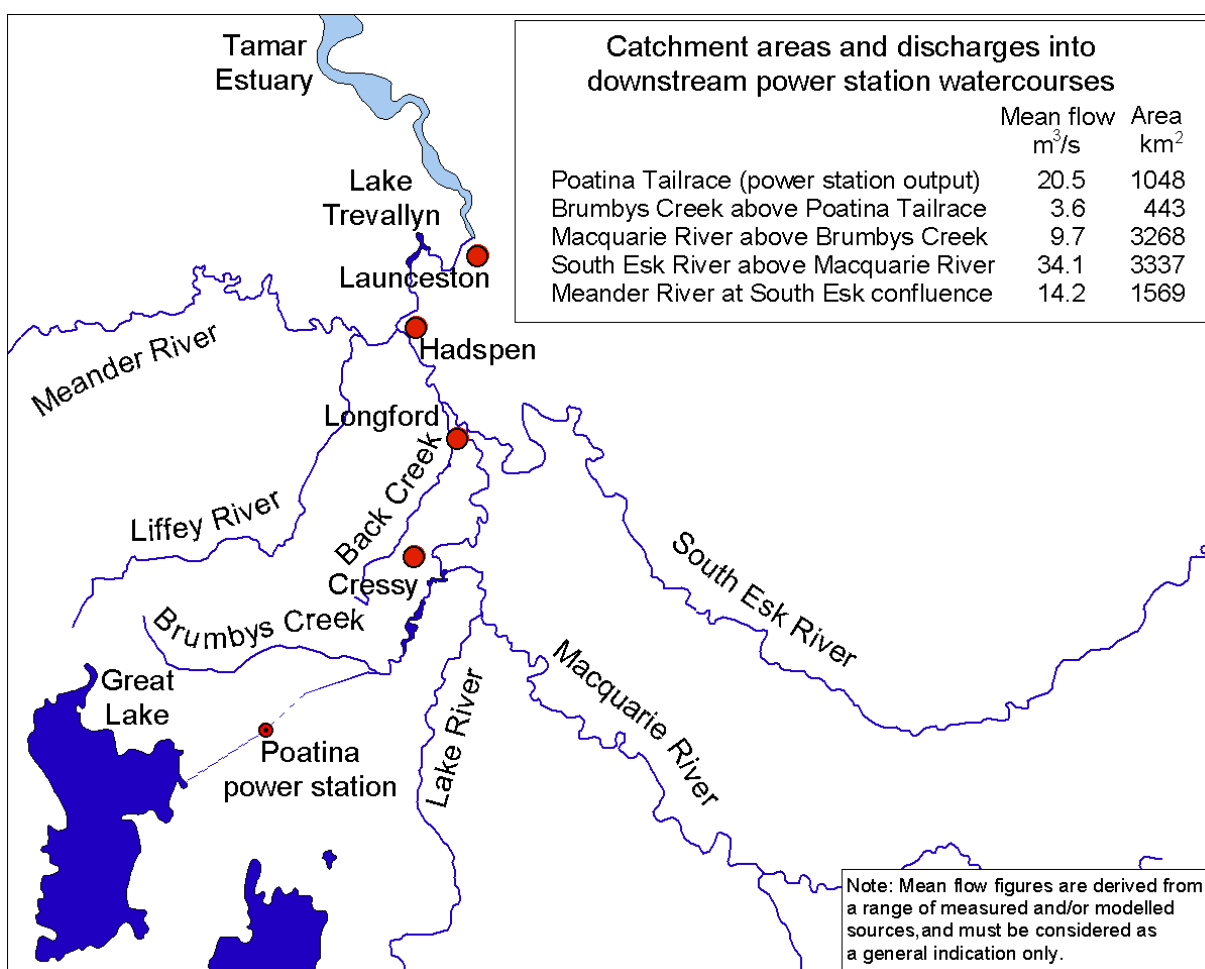 Tamar
Estuary
Catchment areas and discharges into
downstream power station watercourses
Mean flow Area
m³/s km²
Poatina Tailrace (power station output) 20.5 1048
Brumbys Creek above Poatina Tailrace 3.6 443
Macquarie River above Brumbys Creek 9.7 3268
South Esk River above Macquarie River 34.1 3337
Meander River at South Esk confluence 14.2 1569
Lake
Trevallyn
Launceston
Meander River
Hadspen
Longford
Back Creek
Liffey River
South Esk River
Cressy
Brumbys Creek
Macquarie River
Great
Lake
Lake River
Poatina
power station
Note: Mean flow figures are derived from
a range of measured and/or modelled
sources,and must be considered as
a general indication only.